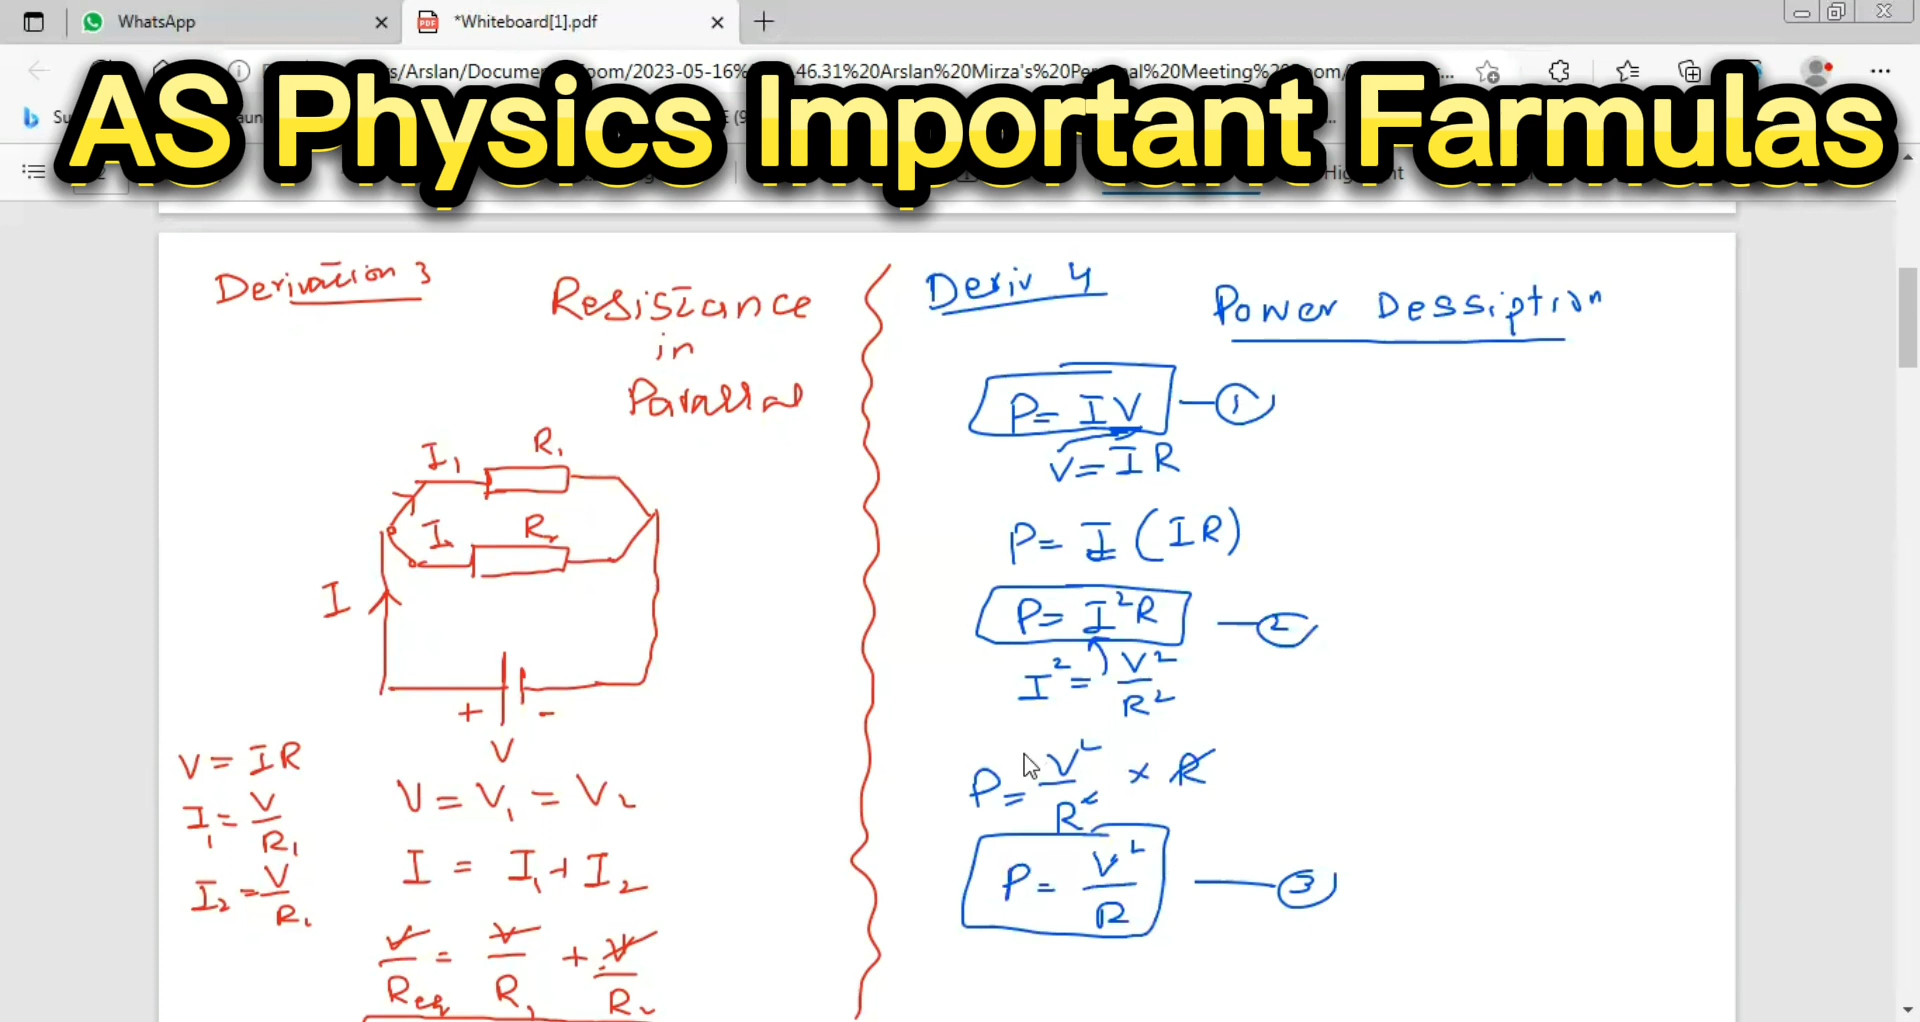 WhatsApp
*Whiteboard[1].pdf
AS Physics Important Farmulas
Derivation 3
Resistance
in
Parallal
I₁ R₁
I₂ R₂
I
+ -
V
V = IR
I₁ = V/R₁
I₂ = V/R₂
V = V₁ = V₂
I = I₁ + I₂
V/Req = V/R₁ + V/R₂
Deriv 4
Power Dessiption
P = IV — 1
V = IR
P = I (IR)
P = I²R — 2
I² = V²/R²
P = V²/R² × R
P = V²/R — 3